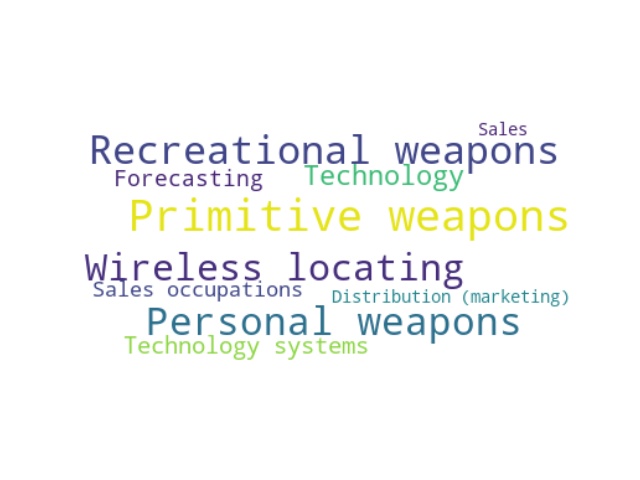 Sales
Recreational weapons
Forecasting
Technology
Primitive weapons
Wireless locating
Sales occupations
Distribution (marketing)
Personal weapons
Technology systems